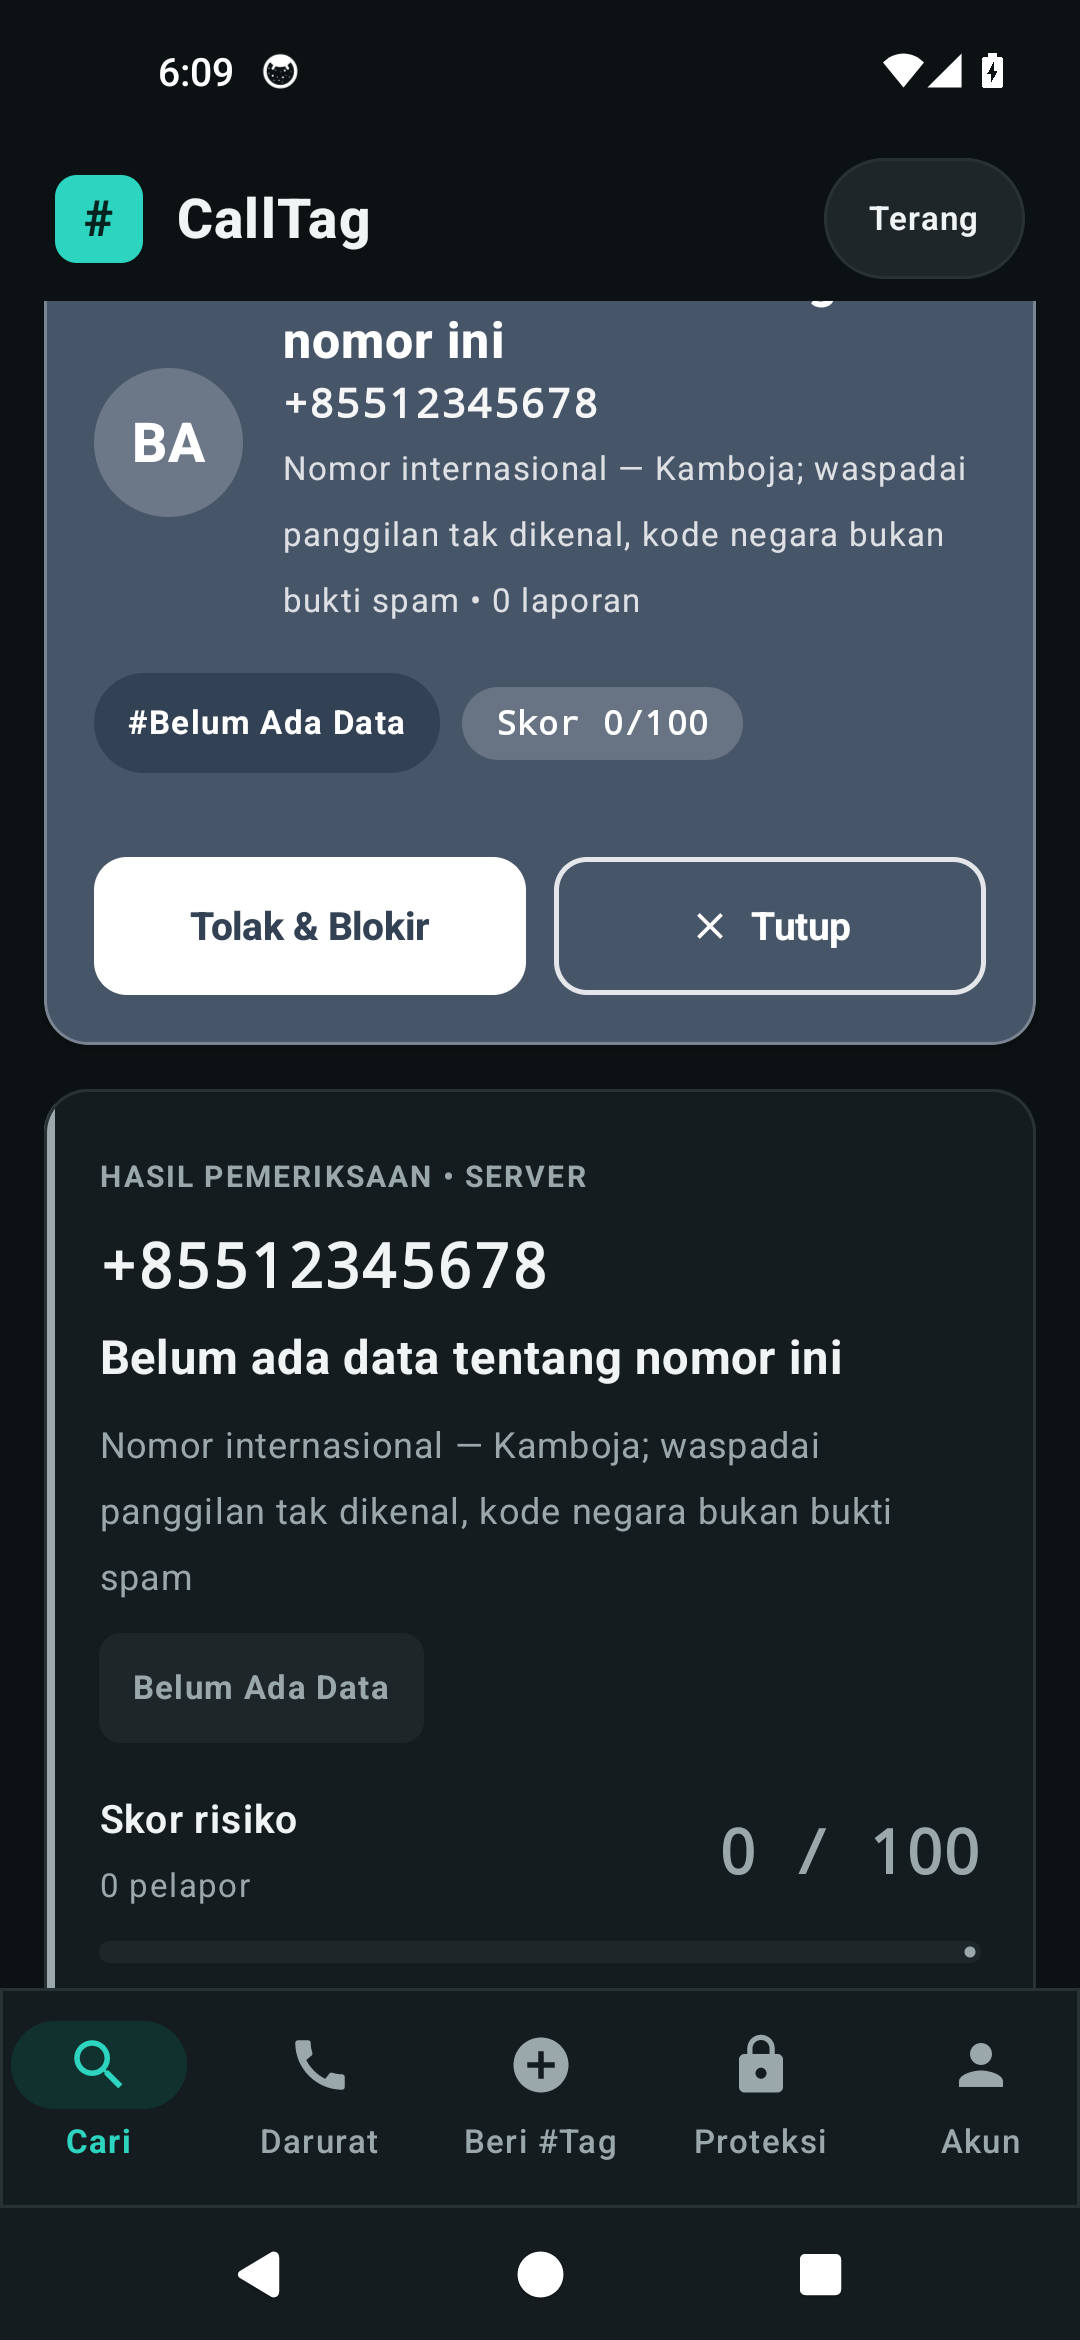 6:09
# CallTag
Terang
nomor ini
+85512345678
BA
Nomor internasional — Kamboja; waspadai
panggilan tak dikenal, kode negara bukan
bukti spam • 0 laporan
#Belum Ada Data
Skor 0/100
Tolak & Blokir
Tutup
HASIL PEMERIKSAAN • SERVER
+85512345678
Belum ada data tentang nomor ini
Nomor internasional — Kamboja; waspadai
panggilan tak dikenal, kode negara bukan bukti
spam
Belum Ada Data
Skor risiko
0 / 100
0 pelapor
Cari
Darurat
Beri #Tag
Proteksi
Akun